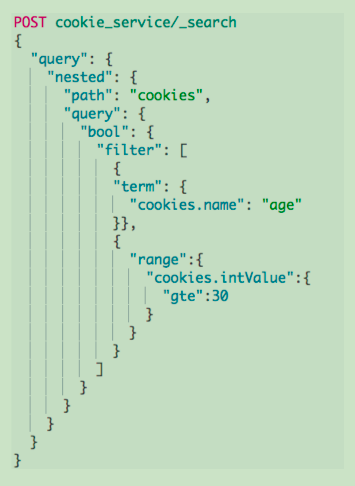 POST cookie_service/_search
{
  "query": {
    "nested": {
      "path": "cookies",
      "query": {
        "bool": {
          "filter": [
            {
            "term": {
              "cookies.name": "age"
            }},
            {
              "range":{
                "cookies.intValue":{
                  "gte":30
                }
              }
            }
          ]
        }
      }
    }
  }
}